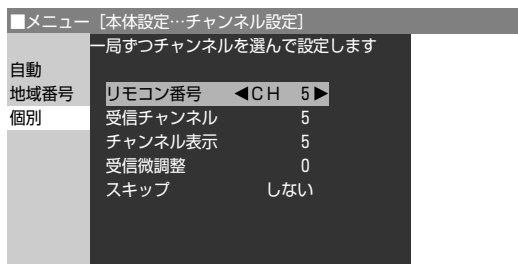 ■メニュー［本体設定…チャンネル設定］
一局ずつチャンネルを選んで設定します
自動
地域番号
個別
リモコン番号 ◀CH 5▶
受信チャンネル 5
チャンネル表示 5
受信微調整 0
スキップ しない